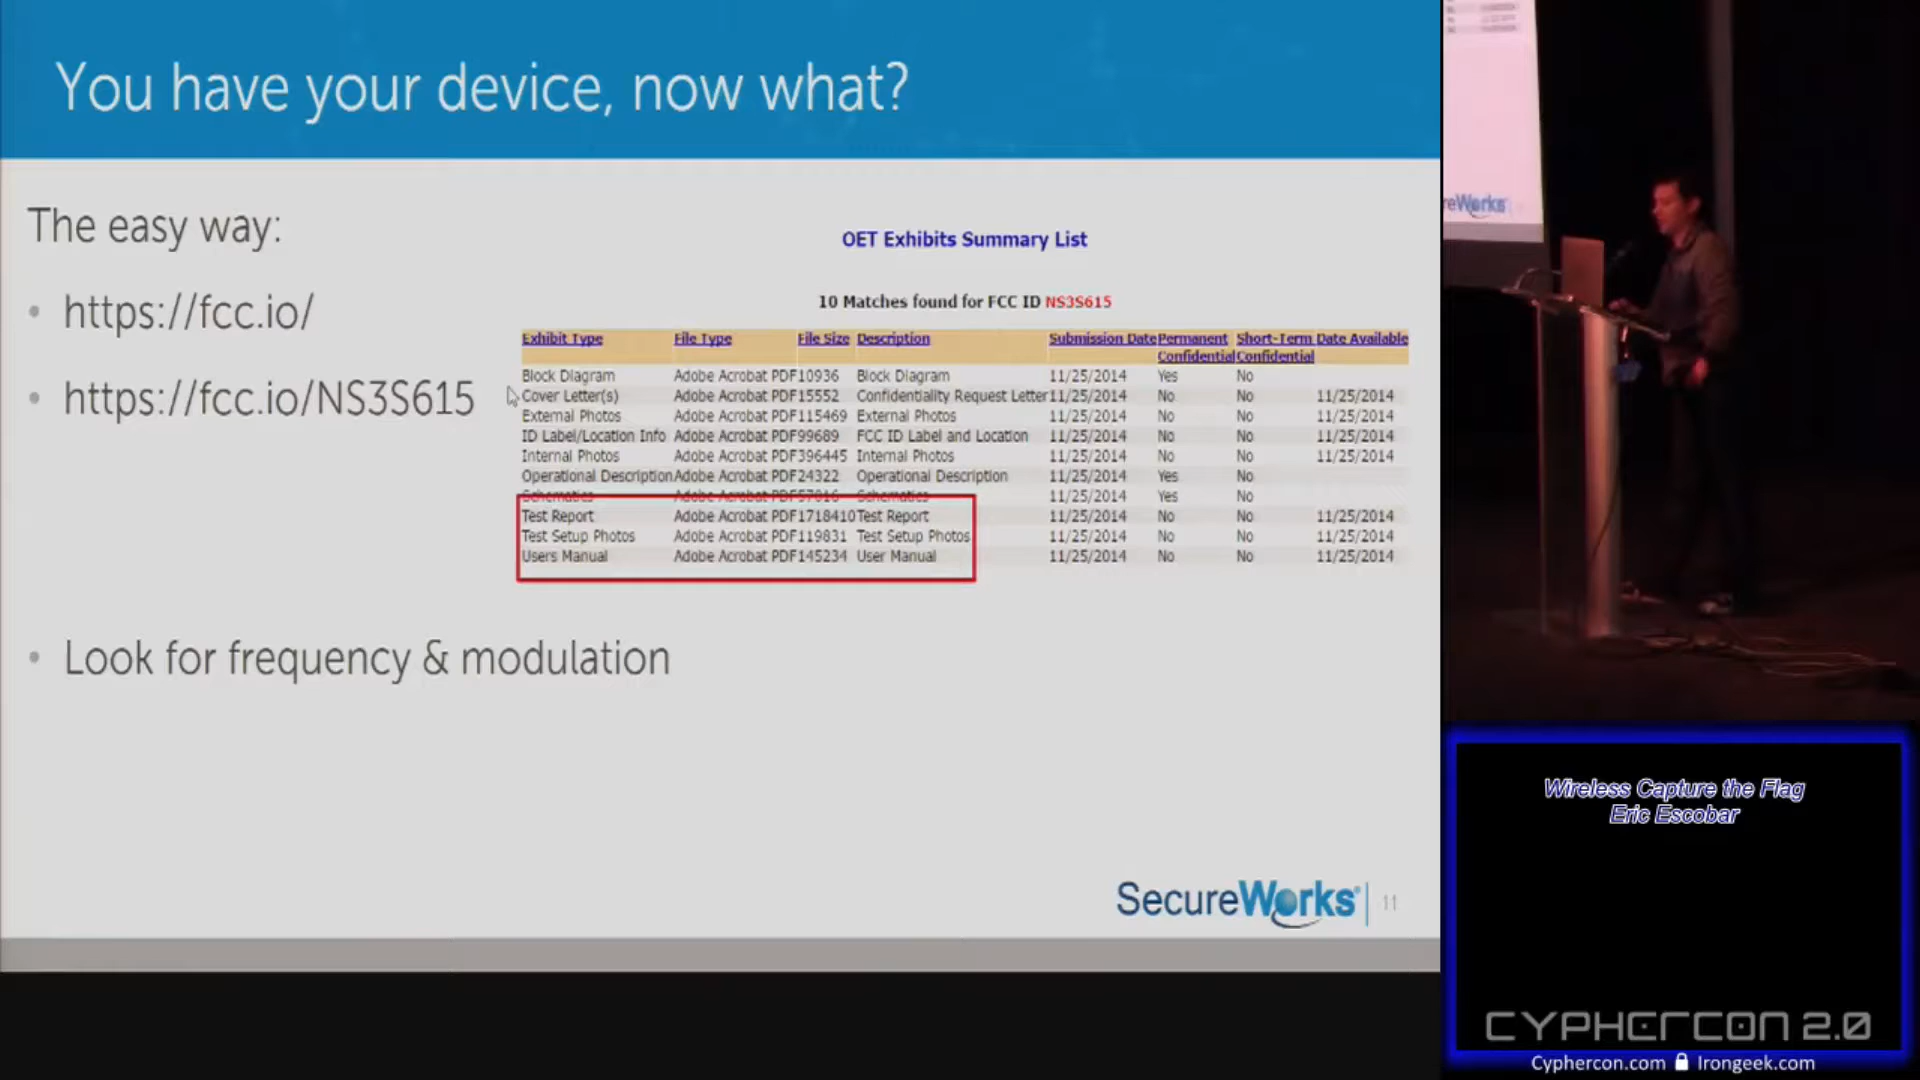 You have your device, now what?
The easy way:
• https://fcc.io/
• https://fcc.io/NS3S615
OET Exhibits Summary List
10 Matches found for FCC ID NS3S615
Exhibit Type File Type File Size Description Submission Date Permanent Confidential Short-Term Confidential Date Available
Block Diagram Adobe Acrobat PDF 10936 Block Diagram 11/25/2014 Yes No
Cover Letter(s) Adobe Acrobat PDF 15552 Confidentiality Request Letter 11/25/2014 No No 11/25/2014
External Photos Adobe Acrobat PDF 115469 External Photos 11/25/2014 No No 11/25/2014
ID Label/Location Info Adobe Acrobat PDF 99689 FCC ID Label and Location 11/25/2014 No No 11/25/2014
Internal Photos Adobe Acrobat PDF 396445 Internal Photos 11/25/2014 No No 11/25/2014
Operational Description Adobe Acrobat PDF 24322 Operational Description 11/25/2014 Yes No
Schematics Adobe Acrobat PDF 57016 Schematics 11/25/2014 Yes No
Test Report Adobe Acrobat PDF 1718410 Test Report 11/25/2014 No No 11/25/2014
Test Setup Photos Adobe Acrobat PDF 119831 Test Setup Photos 11/25/2014 No No 11/25/2014
Users Manual Adobe Acrobat PDF 145234 User Manual 11/25/2014 No No 11/25/2014
• Look for frequency & modulation
SecureWorks 11
reWorks
Wireless Capture the Flag
Eric Escobar
CYPHERCON 2.0
Cyphercon.com Irongeek.com